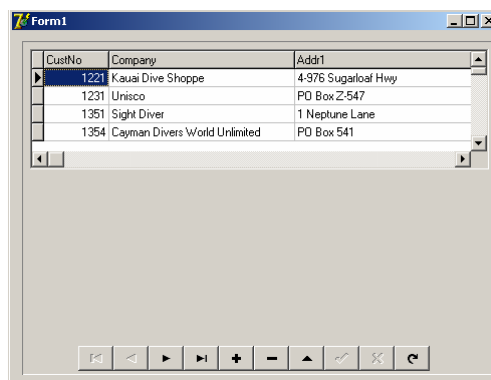 Form1
CustNo Company Addr1
1221 Kauai Dive Shoppe 4-976 Sugarloaf Hwy
1231 Unisco PO Box Z-547
1351 Sight Diver 1 Neptune Lane
1354 Cayman Divers World Unlimited PO Box 541